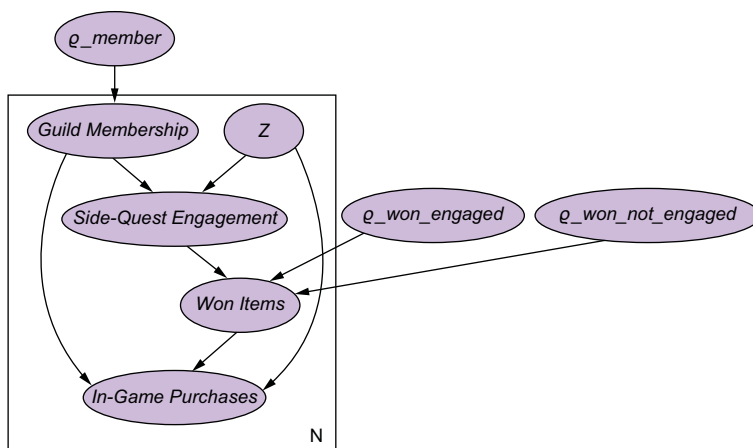 ϱ_member
Guild Membership
Z
Side-Quest Engagement
ϱ_won_engaged
ϱ_won_not_engaged
Won Items
In-Game Purchases
N